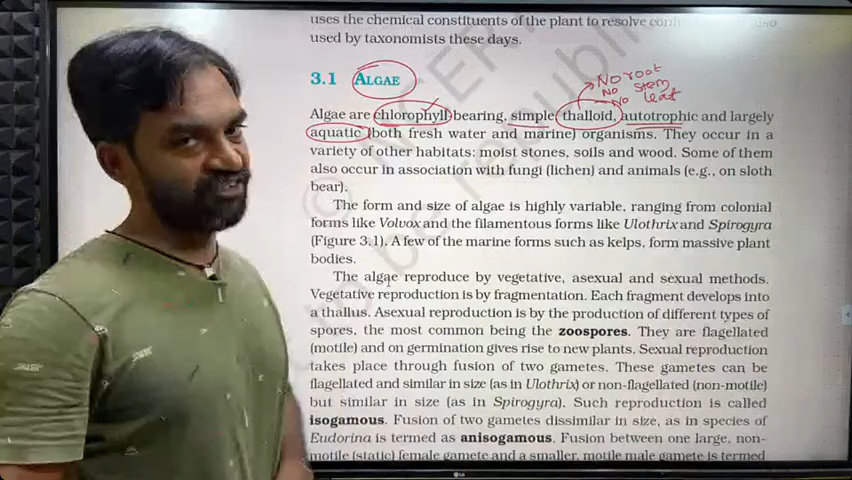 uses the chemical constituents of the plant to resolve
used by taxonomists these days.
3.1 ALGAE
No root
No stem
No leaf
Algae are chlorophyll-bearing, simple, thalloid, autotrophic and largely
aquatic (both fresh water and marine) organisms. They occur in a
variety of other habitats: moist stones, soils and wood. Some of them
also occur in association with fungi (lichen) and animals (e.g., on sloth
bear).
The form and size of algae is highly variable, ranging from colonial
forms like Volvox and the filamentous forms like Ulothrix and Spirogyra
(Figure 3.1). A few of the marine forms such as kelps, form massive plant
bodies.
The algae reproduce by vegetative, asexual and sexual methods.
Vegetative reproduction is by fragmentation. Each fragment develops into
a thallus. Asexual reproduction is by the production of different types of
spores, the most common being the zoospores. They are flagellated
(motile) and on germination gives rise to new plants. Sexual reproduction
takes place through fusion of two gametes. These gametes can be
flagellated and similar in size (as in Ulothrix) or non-flagellated (non-motile)
but similar in size (as in Spirogyra). Such reproduction is called
isogamous. Fusion of two gametes dissimilar in size, as in species of
Eudorina is termed as anisogamous. Fusion between one large, non-
motile (static) female gamete and a smaller, motile male gamete is termed
LG